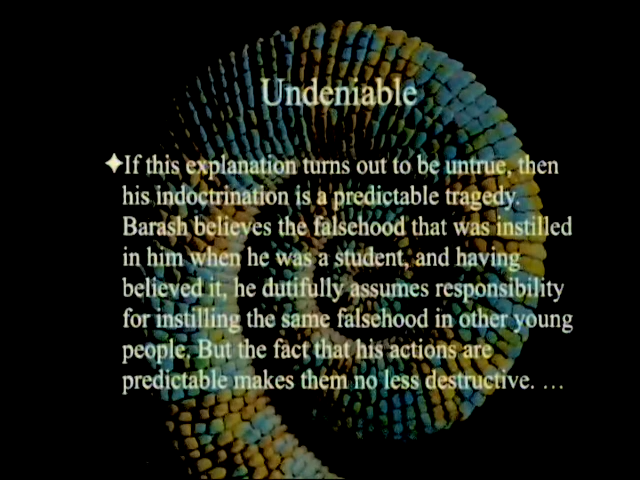 Undeniable
✦If this explanation turns out to be untrue, then
his indoctrination is a predictable tragedy.
Barash believes the falsehood that was instilled
in him when he was a student, and having
believed it, he dutifully assumes responsibility
for instilling the same falsehood in other young
people. But the fact that his actions are
predictable makes them no less destructive. …